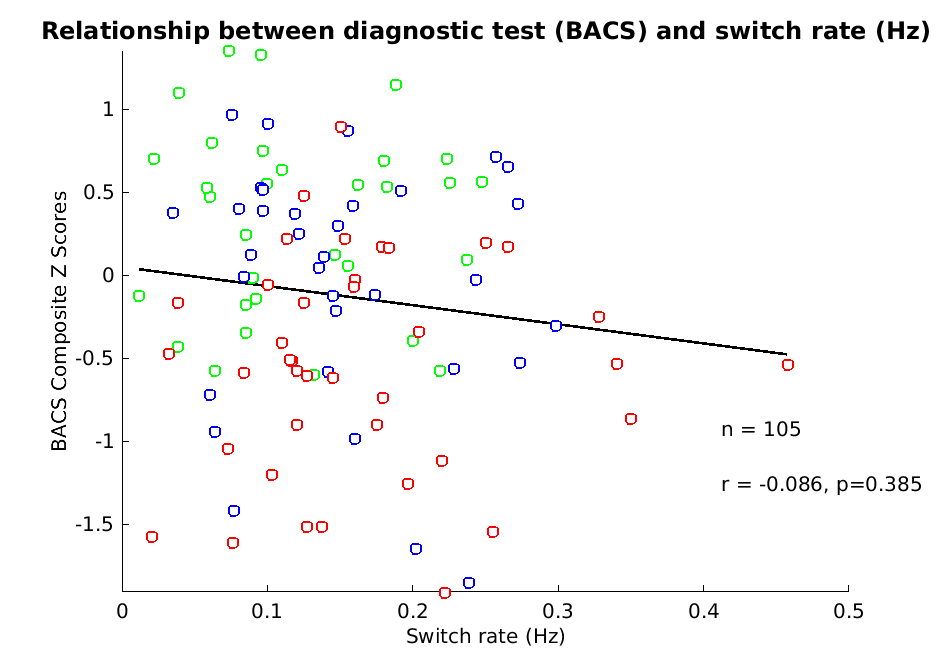 Relationship between diagnostic test (BACS) and switch rate (Hz)
BACS Composite Z Scores
1
0.5
0
-0.5
-1
-1.5
n = 105
r = -0.086, p=0.385
0 0.1 0.2 0.3 0.4 0.5
Switch rate (Hz)